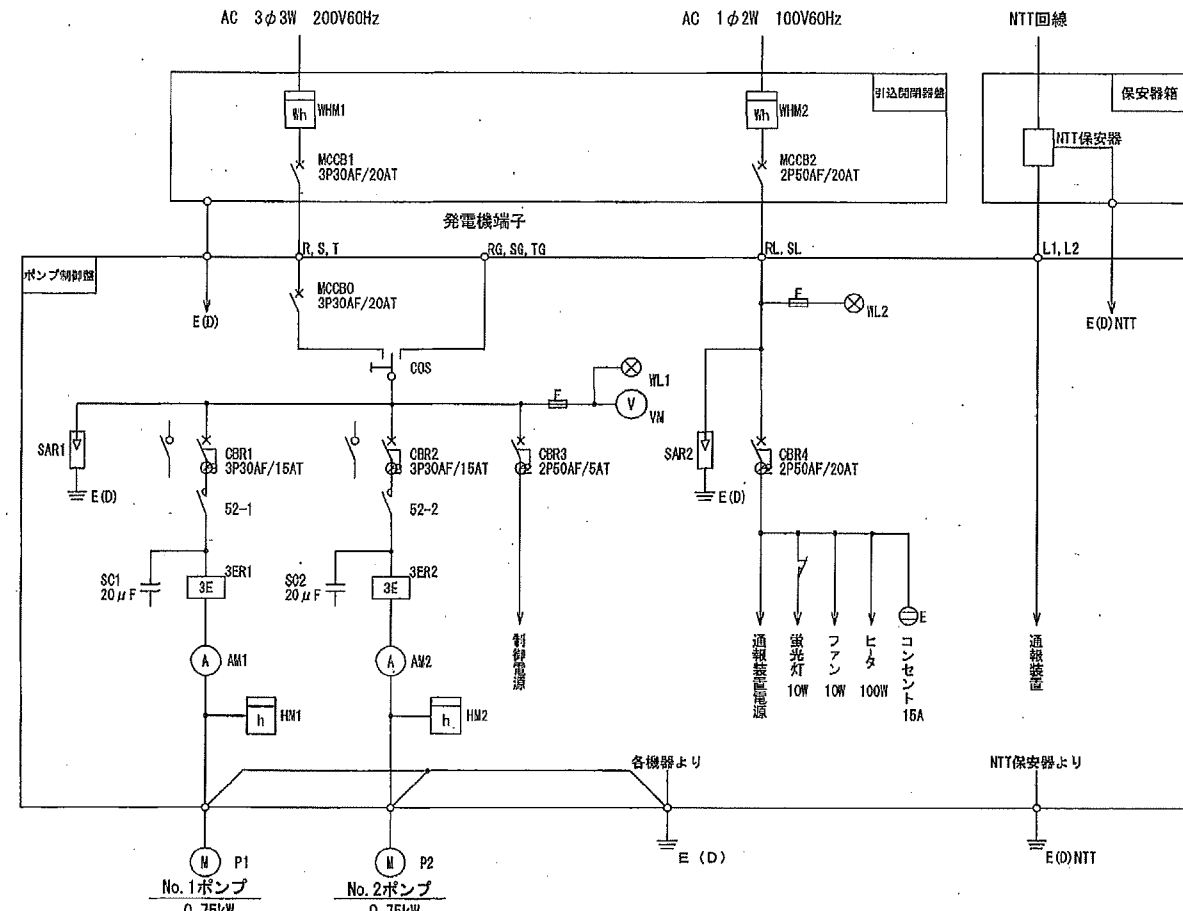 AC 3φ3W 200V60Hz
AC 1φ2W 100V60Hz
NTT回線
引込開閉器盤
保安器箱
Wh
WHM1
Wh
WHM2
NTT保安器
MCCB1
3P30AF/20AT
MCCB2
2P50AF/20AT
発電機端子
R, S, T
RG, SG, TG
RL, SL
L1, L2
ポンプ制御盤
MCCB0
3P30AF/20AT
E(D)
F
WL2
E(D)NTT
COS
WL1
F
V
VM
SAR1
CBR1
3P30AF/15AT
CBR2
3P30AF/15AT
CBR3
2P50AF/5AT
SAR2
CBR4
2P50AF/20AT
E(D)
E(D)
52-1
52-2
SC1
20μF
3E
3ER1
SC2
20μF
3E
3ER2
E
制御電源
通報装置電源
蛍光灯
10W
ファン
10W
ヒータ
100W
コンセント
15A
通報装置
A
AM1
A
AM2
h
HM1
h
HM2
各機器より
NTT保安器より
E (D)
E(D)NTT
M
P1
M
P2
No.1ポンプ
0.75kW
No.2ポンプ
0.75kW